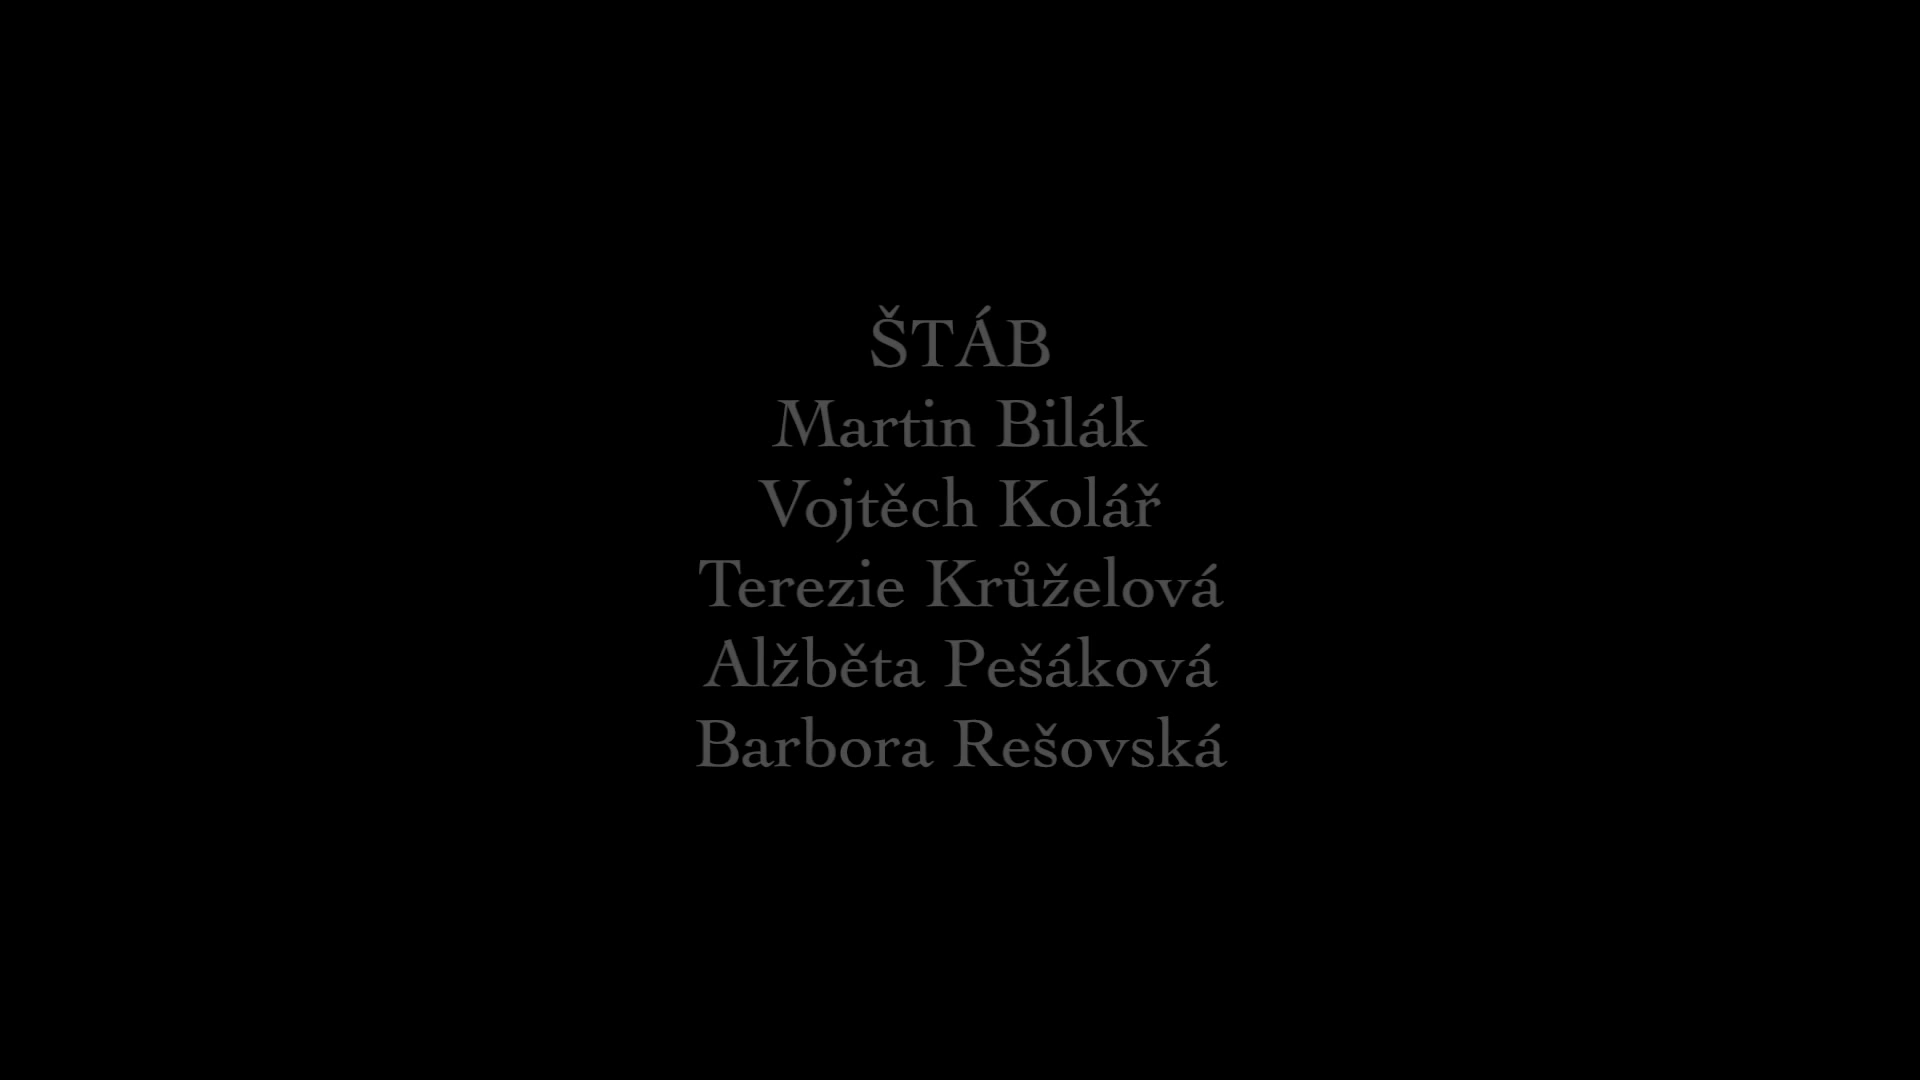 ŠTÁB
Martin Bilák
Vojtěch Kolář
Terezie Krůželová
Alžběta Pešáková
Barbora Rešovská